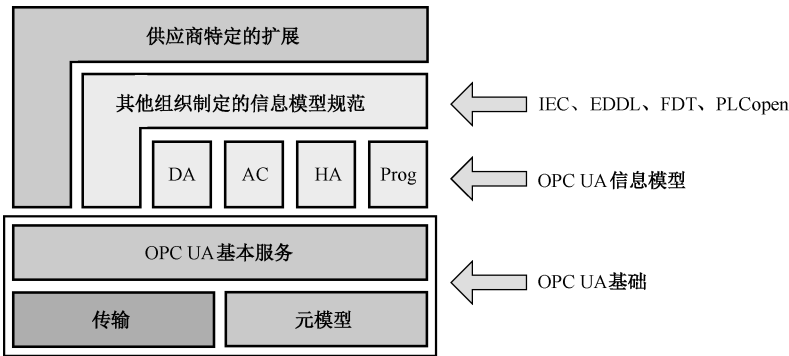 供应商特定的扩展
其他组织制定的信息模型规范
IEC、EDDL、FDT、PLCopen
DA
AC
HA
Prog
OPC UA信息模型
OPC UA基本服务
OPC UA基础
传输
元模型